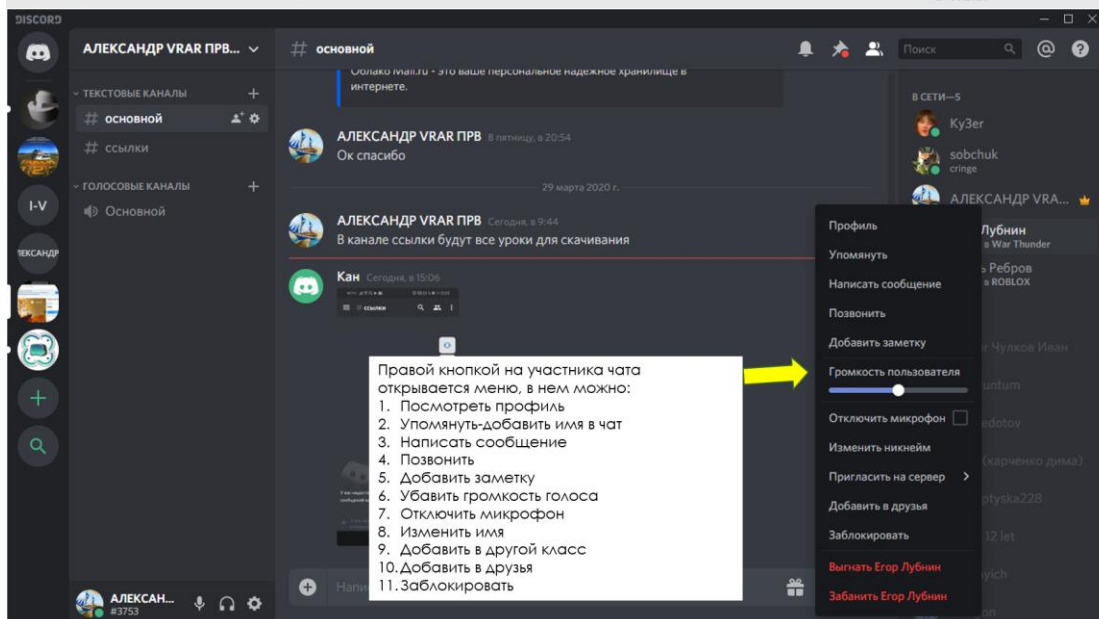 DISCORD
АЛЕКСАНДР VRAR ПРВ...
# основной
Поиск
ТЕКСТОВЫЕ КАНАЛЫ
# основной
# ссылки
ГОЛОСОВЫЕ КАНАЛЫ
Основной
I-V
Облако Mail.ru - это ваше персональное надежное хранилище в
интернете.
АЛЕКСАНДР VRAR ПРВ В пятницу, в 20:54
Ок спасибо
29 марта 2020 г.
АЛЕКСАНДР VRAR ПРВ Сегодня, в 9:44
В канале ссылки будут все уроки для скачивания
Кан Сегодня, в 15:06
# ссылки
Правой кнопкой на участника чата
открывается меню, в нем можно:
1. Посмотреть профиль
2. Упомянуть-добавить имя в чат
3. Написать сообщение
4. Позвонить
5. Добавить заметку
6. Убавить громкость голоса
7. Отключить микрофон
8. Изменить имя
9. Добавить в другой класс
10. Добавить в друзья
11. Заблокировать
АЛЕКСАН...
#3753
В СЕТИ—5
КуЗег
sobchuk
cringe
АЛЕКСАНДР VRA...
Лубнин
в War Thunder
Ребров
в ROBLOX
Чулков Иван
(карченко дима)
12 let
Профиль
Упомянуть
Написать сообщение
Позвонить
Добавить заметку
Громкость пользователя
Отключить микрофон
Изменить никнейм
Пригласить на сервер
Добавить в друзья
Заблокировать
Выгнать Егор Лубнин
Забанить Егор Лубнин